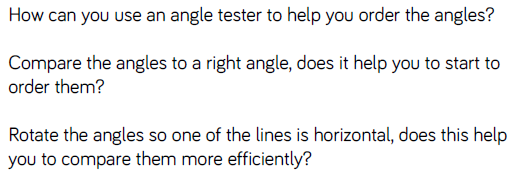 How can you use an angle tester to help you order the angles?
Compare the angles to a right angle, does it help you to start to
order them?
Rotate the angles so one of the lines is horizontal, does this help
you to compare them more efficiently?